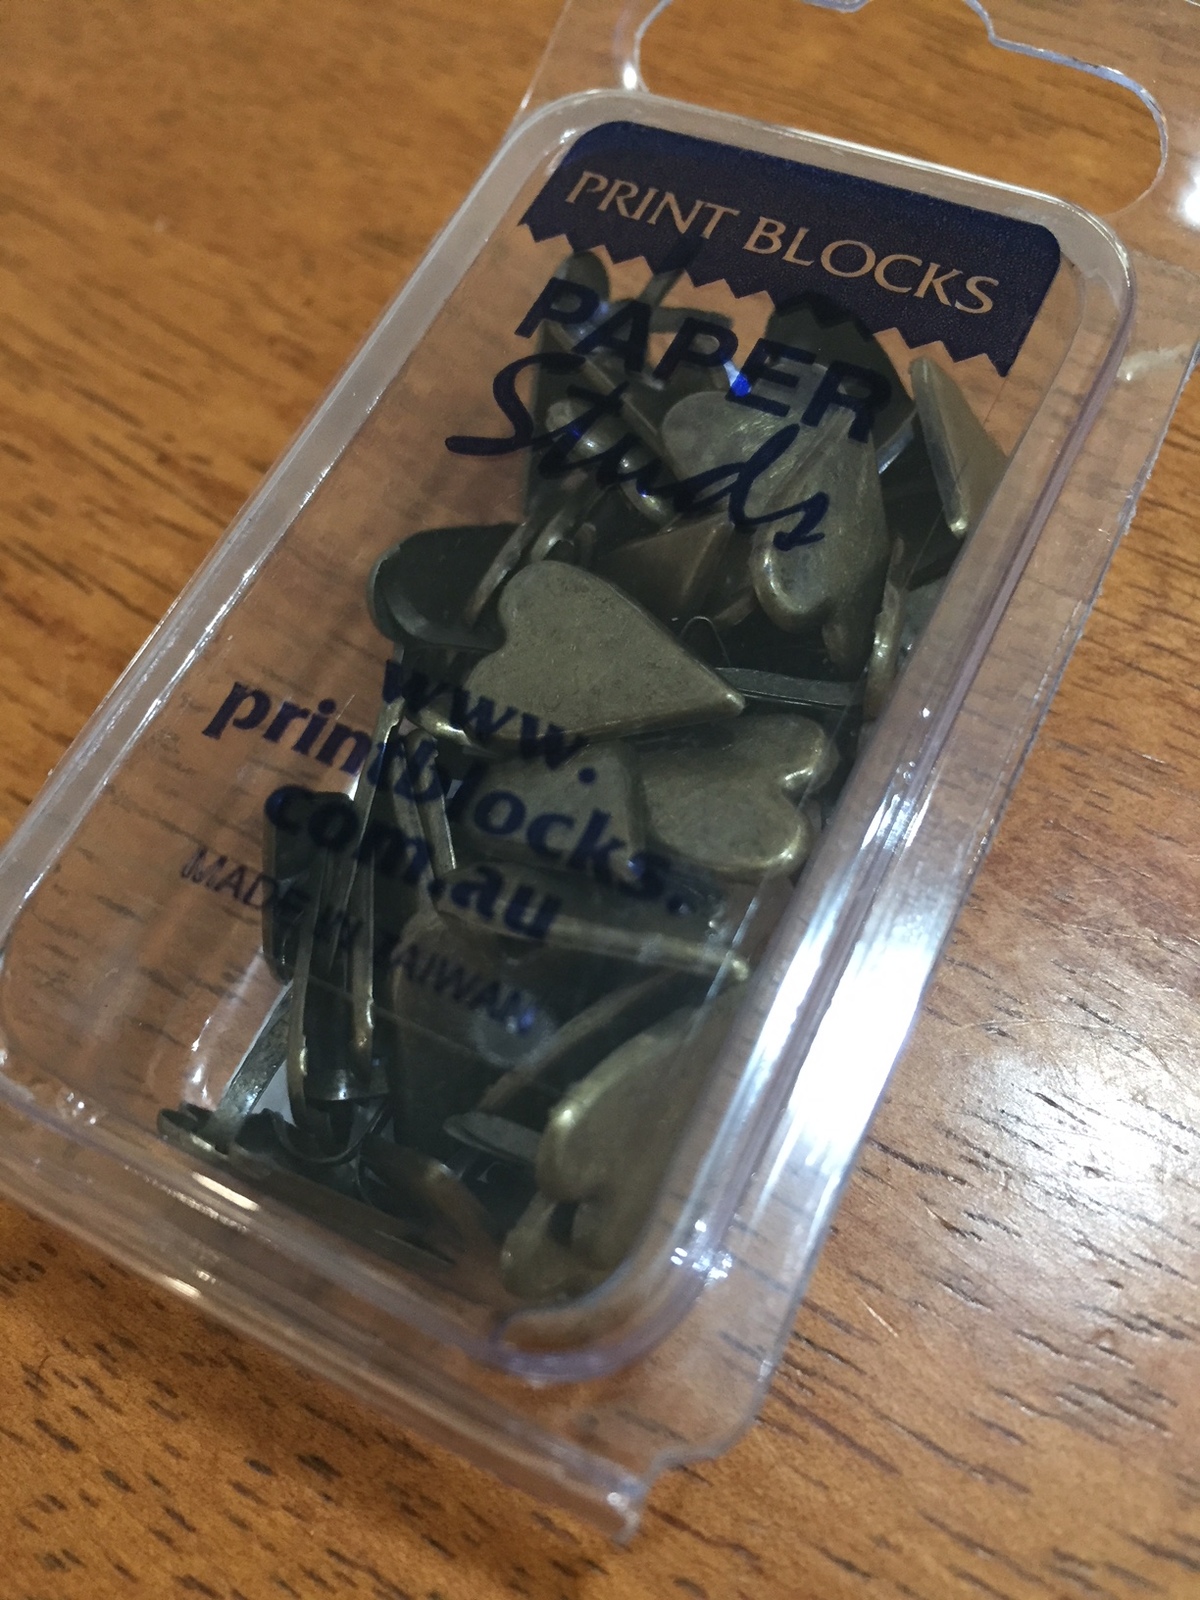 PRINT BLOCKS
PAPER
Studs
www.
printblocks.
com.au
MADE IN TAIWAN